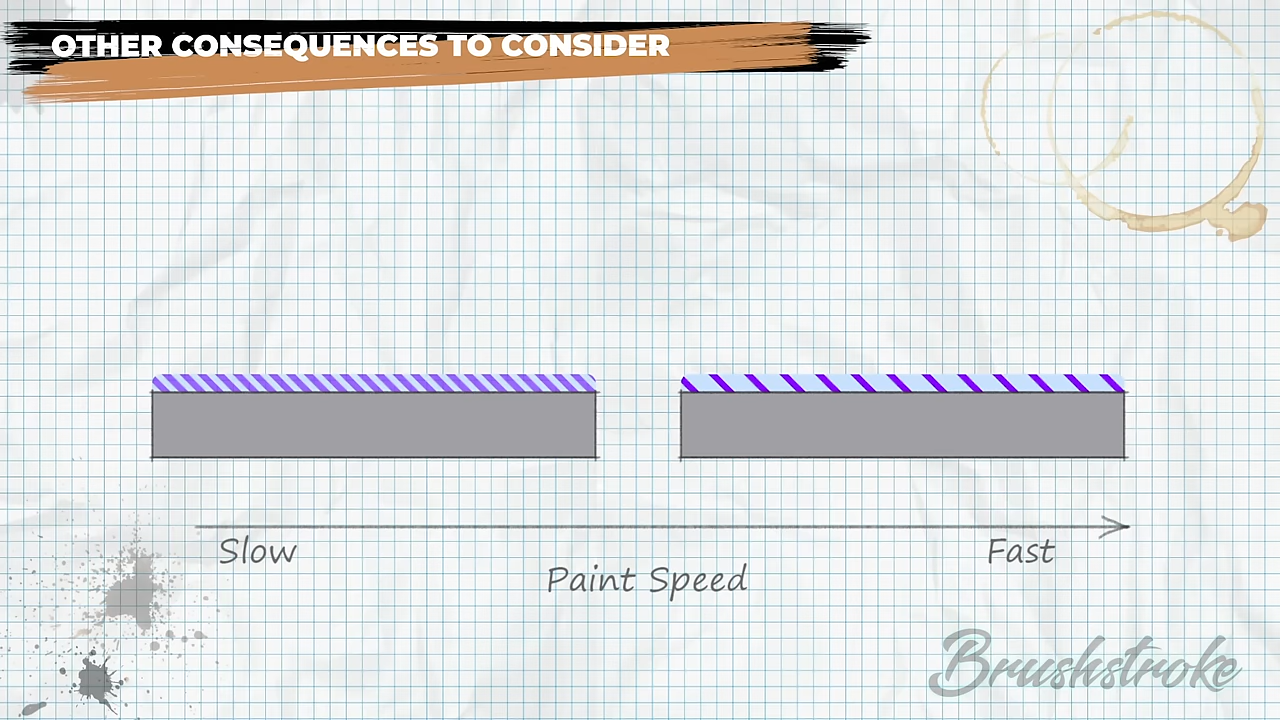 OTHER CONSEQUENCES TO CONSIDER
Slow
Fast
Paint Speed
Brushstroke